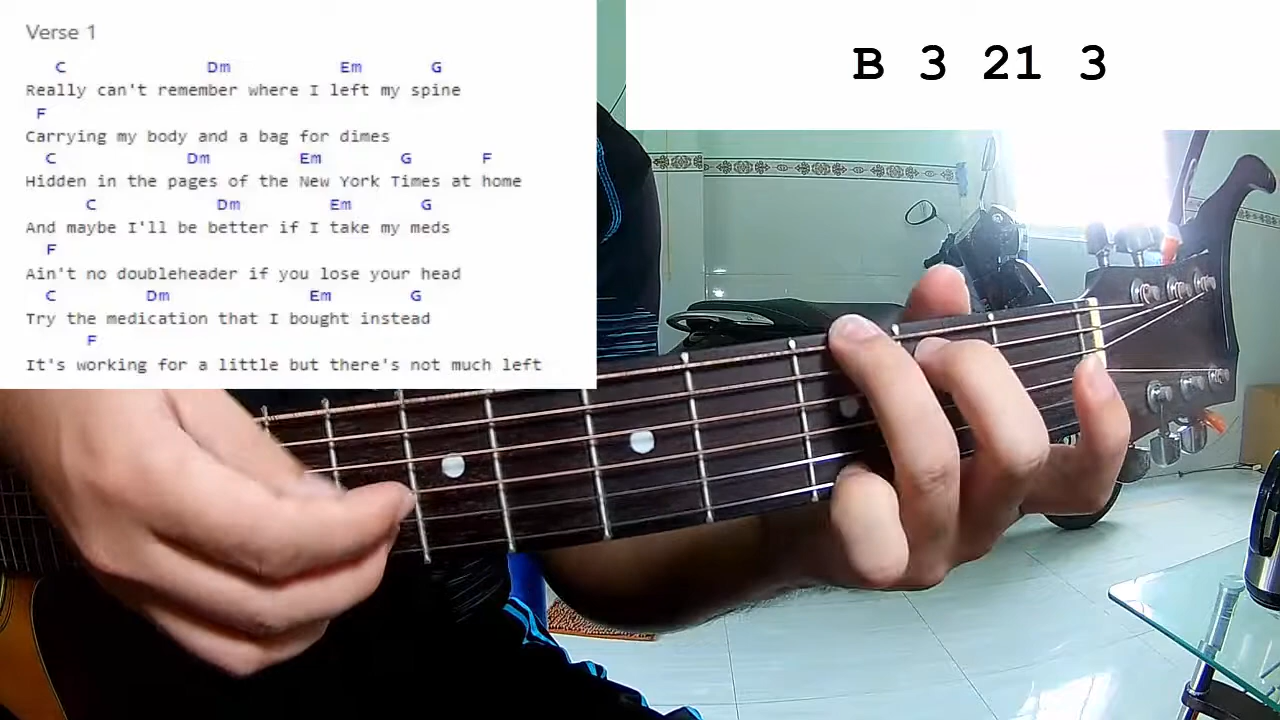 Verse 1
C Dm Em G
Really can't remember where I left my spine
F
Carrying my body and a bag for dimes
C Dm Em G F
Hidden in the pages of the New York Times at home
C Dm Em G
And maybe I'll be better if I take my meds
F
Ain't no doubleheader if you lose your head
C Dm Em G
Try the medication that I bought instead
F
It's working for a little but there's not much left
B 3 21 3